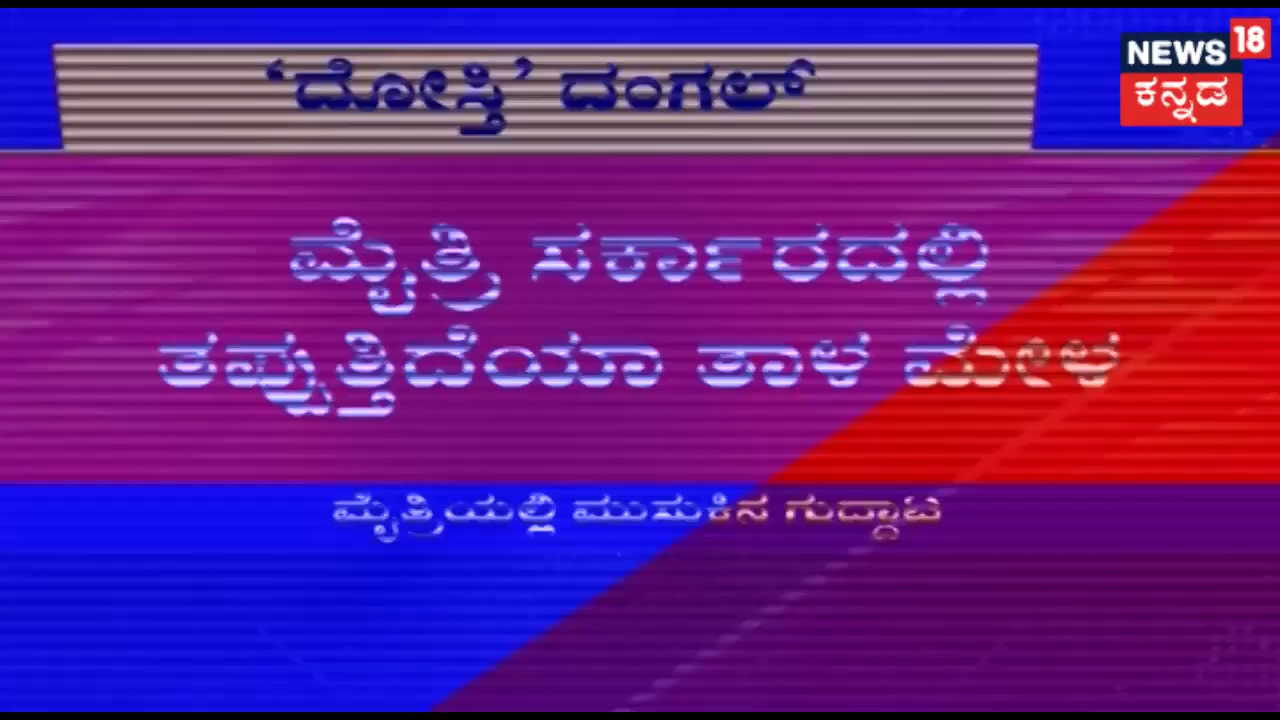 NEWS 18
ಕನ್ನಡ
‘ದೋಸ್ತಿ’ ದಂಗಲ್
ಮೈತ್ರಿ ಸರ್ಕಾರದಲ್ಲಿ
ತಪ್ಪುತ್ತಿದೆಯಾ ತಾಳ ಮೇಳ
ಮೈತ್ರಿಯಲ್ಲಿ ಮುಸುಕಿನ ಗುದ್ದಾಟ